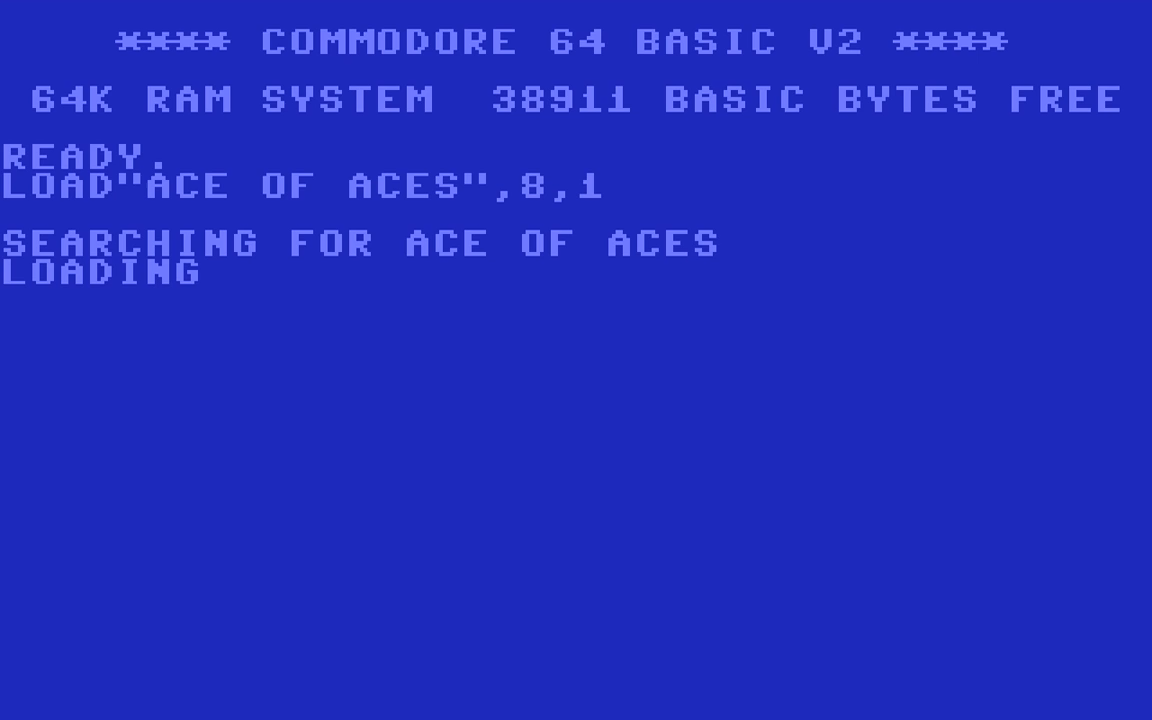 **** COMMODORE 64 BASIC V2 ****
64K RAM SYSTEM  38911 BASIC BYTES FREE
READY.
LOAD"ACE OF ACES",8,1
SEARCHING FOR ACE OF ACES
LOADING